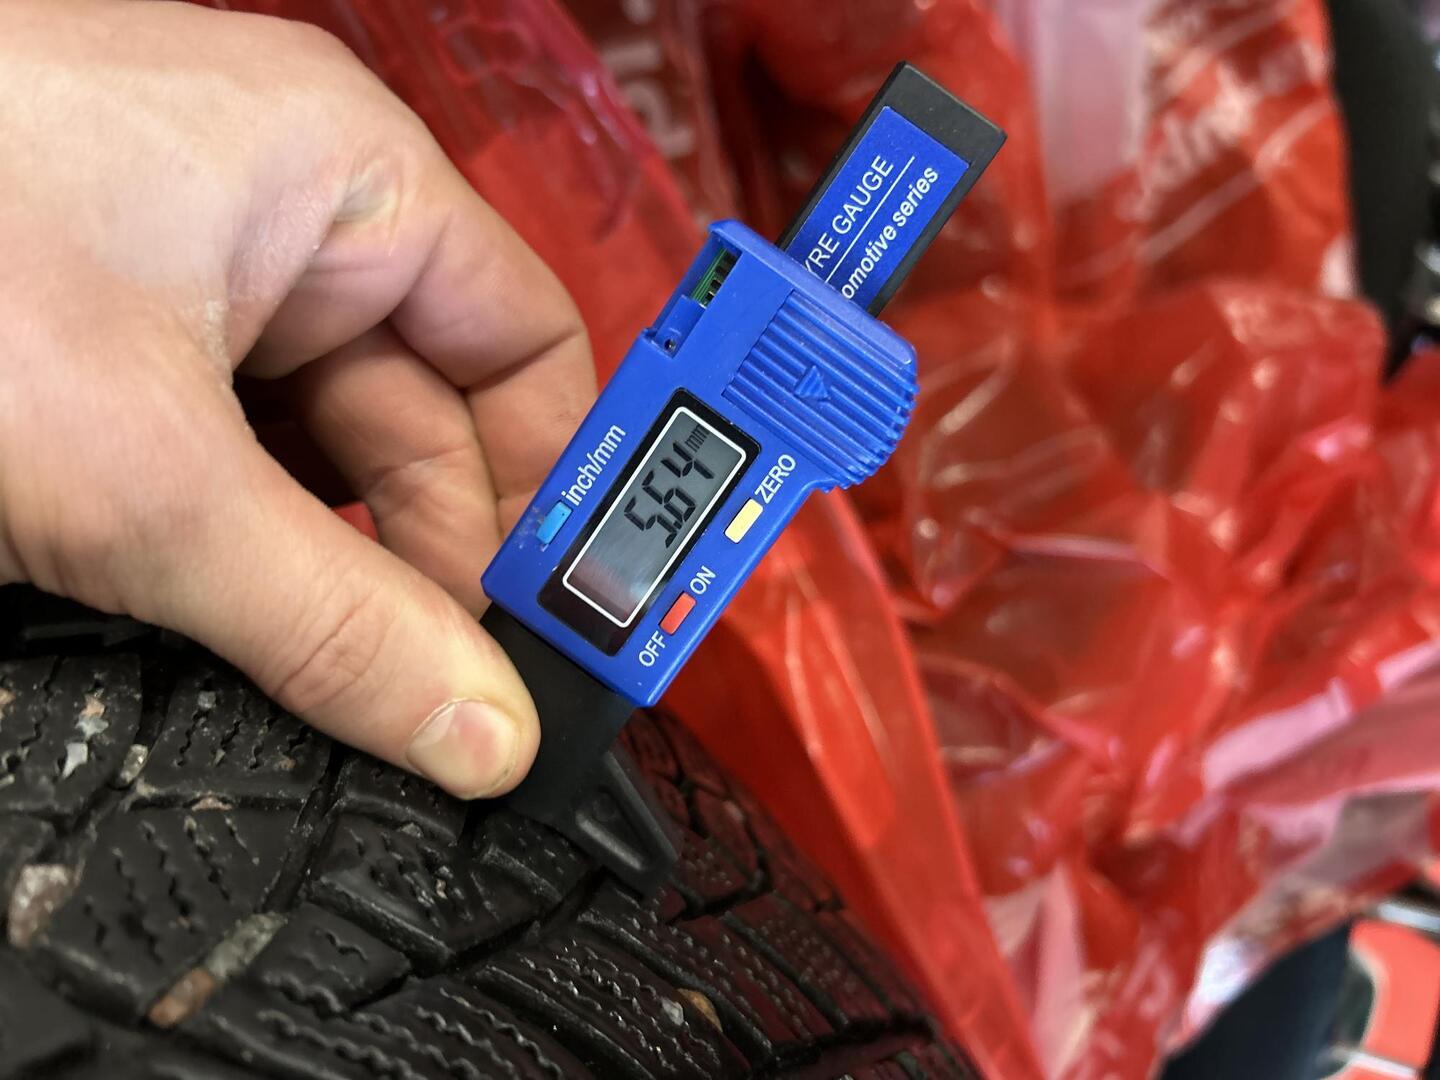 YRE GAUGE
omotive series
inch/mm
5.64 mm
ZERO
OFF ON